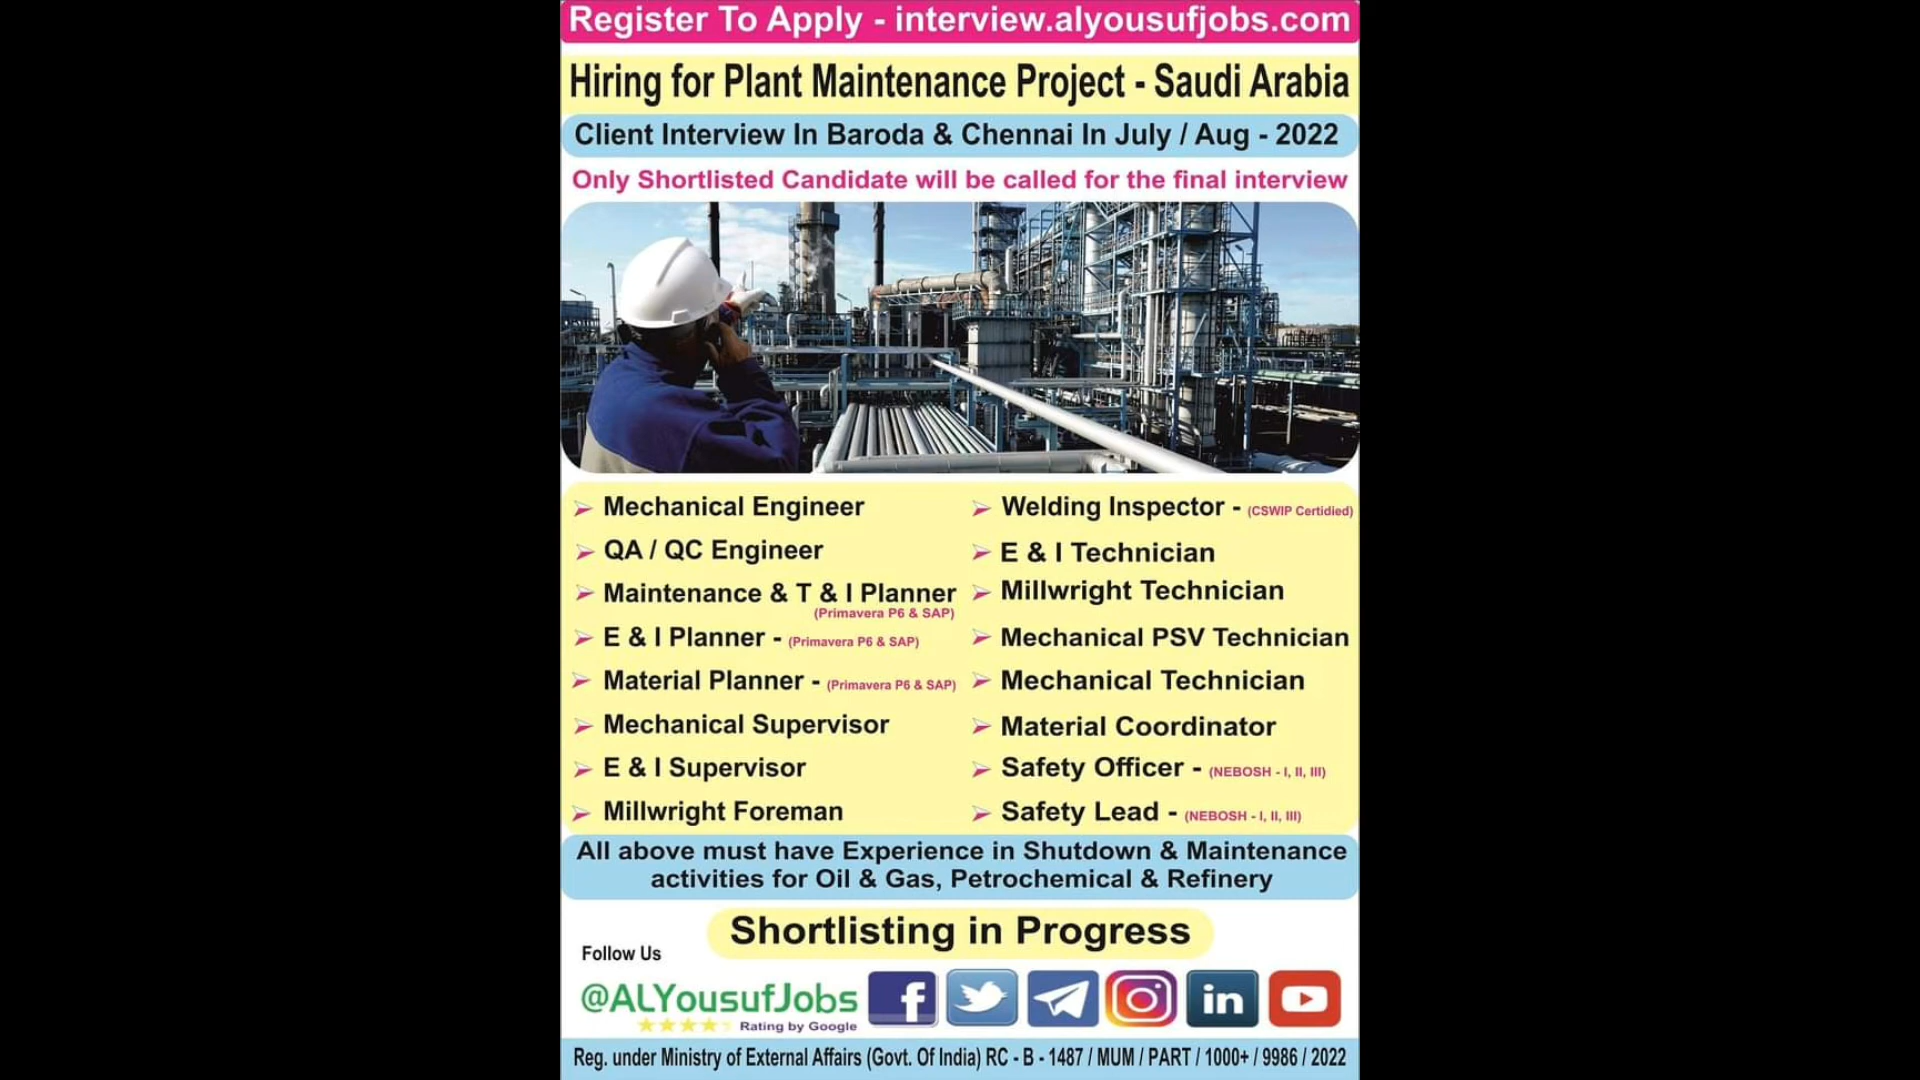 Register To Apply - interview.alyousufjobs.com
Hiring for Plant Maintenance Project - Saudi Arabia
Client Interview In Baroda & Chennai In July / Aug - 2022
Only Shortlisted Candidate will be called for the final interview
Mechanical Engineer
QA / QC Engineer
Maintenance & T & I Planner
(Primavera P6 & SAP)
E & I Planner - (Primavera P6 & SAP)
Material Planner - (Primavera P6 & SAP)
Mechanical Supervisor
E & I Supervisor
Millwright Foreman
Welding Inspector - (CSWIP Certidied)
E & I Technician
Millwright Technician
Mechanical PSV Technician
Mechanical Technician
Material Coordinator
Safety Officer - (NEBOSH - I, II, III)
Safety Lead - (NEBOSH - I, II, III)
All above must have Experience in Shutdown & Maintenance
activities for Oil & Gas, Petrochemical & Refinery
Shortlisting in Progress
Follow Us
@ALYousufJobs
Rating by Google
Reg. under Ministry of External Affairs (Govt. Of India) RC - B - 1487 / MUM / PART / 1000+ / 9986 / 2022